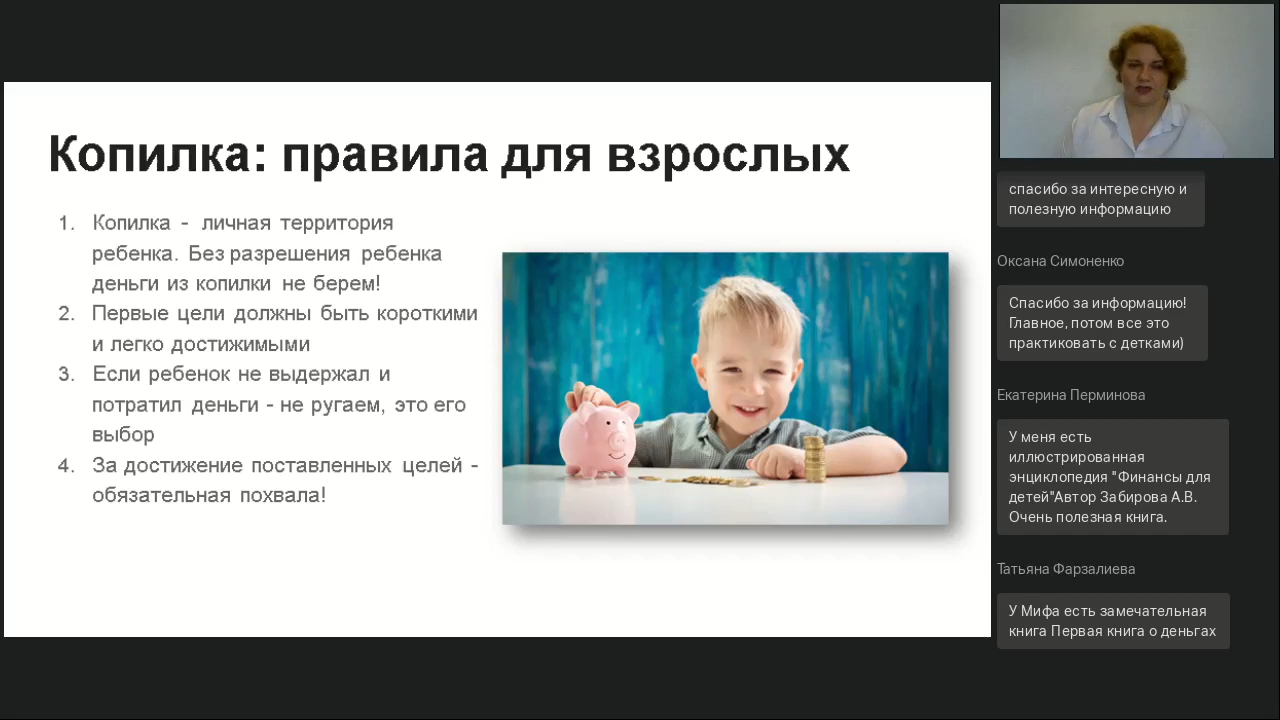 Копилка: правила для взрослых
1. Копилка - личная территория
ребенка. Без разрешения ребенка
деньги из копилки не берем!
2. Первые цели должны быть короткими
и легко достижимыми
3. Если ребенок не выдержал и
потратил деньги - не ругаем, это его
выбор
4. За достижение поставленных целей -
обязательная похвала!
спасибо за интересную и
полезную информацию
Оксана Симоненко
Спасибо за информацию!
Главное, потом все это
практиковать с детками)
Екатерина Перминова
У меня есть
иллюстрированная
энциклопедия "Финансы для
детей"Автор Забирова А.В.
Очень полезная книга.
Татьяна Фарзалиева
У Мифа есть замечательная
книга Первая книга о деньгах